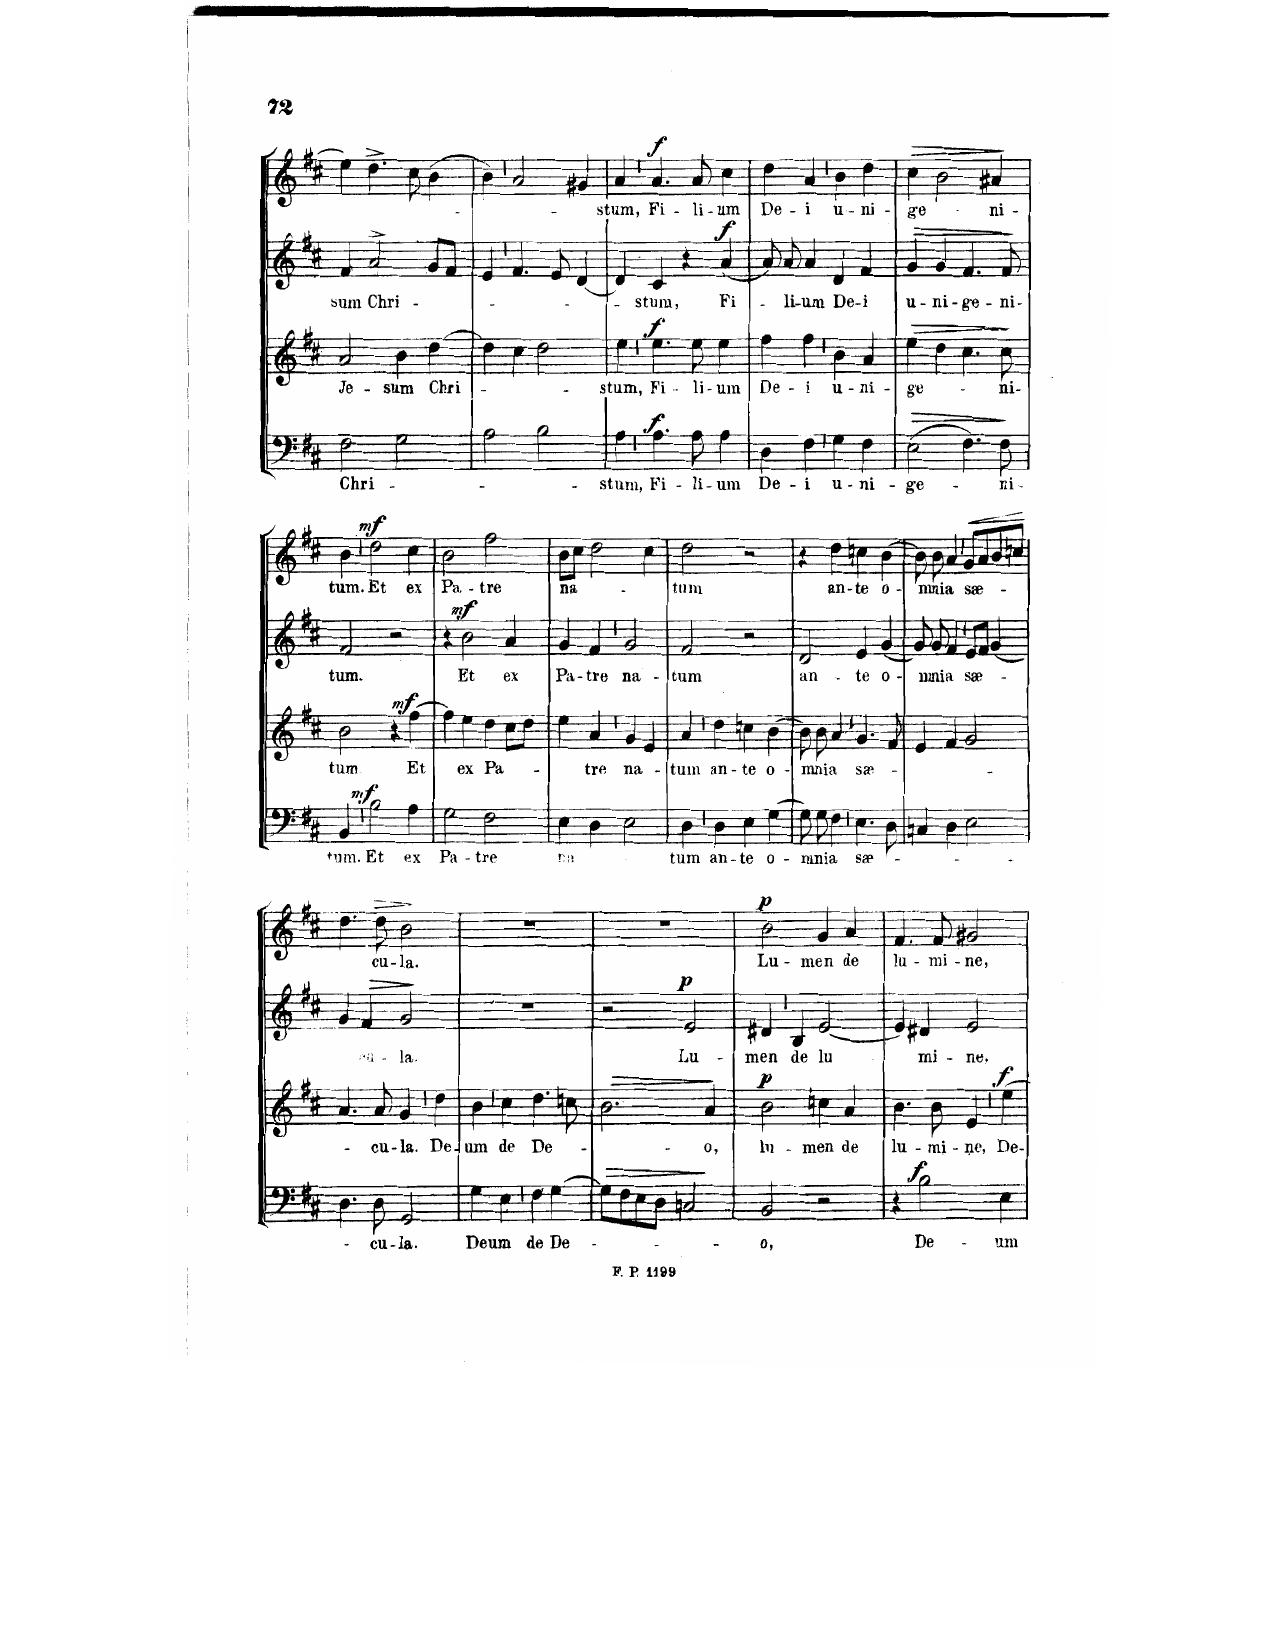 72
f
stum, Fi - li - um De - i u - ni - ge - ni -
f
sum Chri - - stum, Fi - li-um De-i u - ni-ge-ni-
f
Je - sum Chri - - stum, Fi - li-um De - i u - ni - ge - ni-
f
Chri - - stum, Fi - li-um De - i u - ni - ge - ni -
mf
tum. Et ex Pa - tre na - tum an-te o - mnia sæ -
mf
tum. Et ex Pa-tre na - tum an - te o - mnia sæ -
mf
tum Et ex Pa - tre na - tum an-te o - mnia sæ -
mf
tum. Et ex Pa - tre na tum an-te o - mnia sæ -
p
cu-la. Lu - men de lu - mi - ne,
p
cu - la. Lu - men de lu mi - ne,
p f
- cu-la. De-um de De - o, lu - men de lu - mi - ne, De-
f
- cu-la. Deum de De - - o, De - um
F. P. 1199